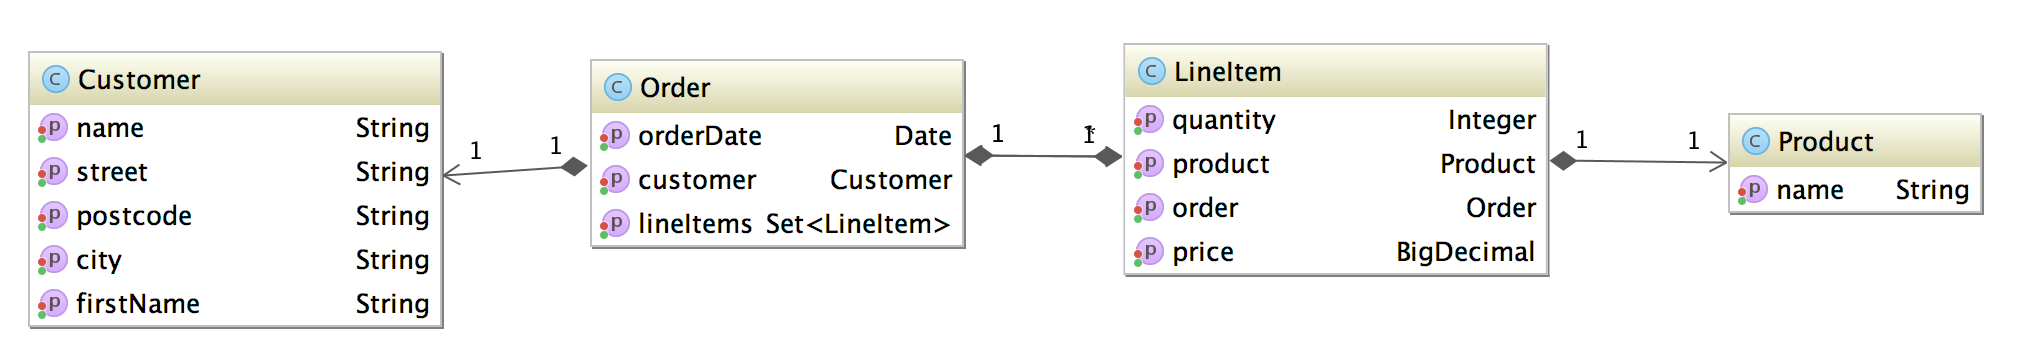 C Customer
p name String
p street String
p postcode String
p city String
p firstName String
1 1
C Order
p orderDate Date
p customer Customer
p lineItems Set<LineItem>
1 1
C LineItem
p quantity Integer
p product Product
p order Order
p price BigDecimal
1 1
C Product
p name String